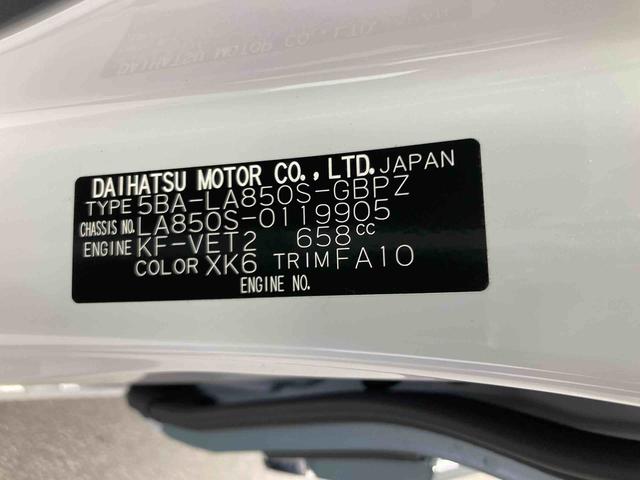 DAIHATSU MOTOR CO.,LTD. JAPAN
TYPE 5BA-LA850S-GBPZ
CHASSIS NO. LA850S-0119905
ENGINE KF-VET2 658CC
COLOR XK6 TRIM FA10
ENGINE NO.